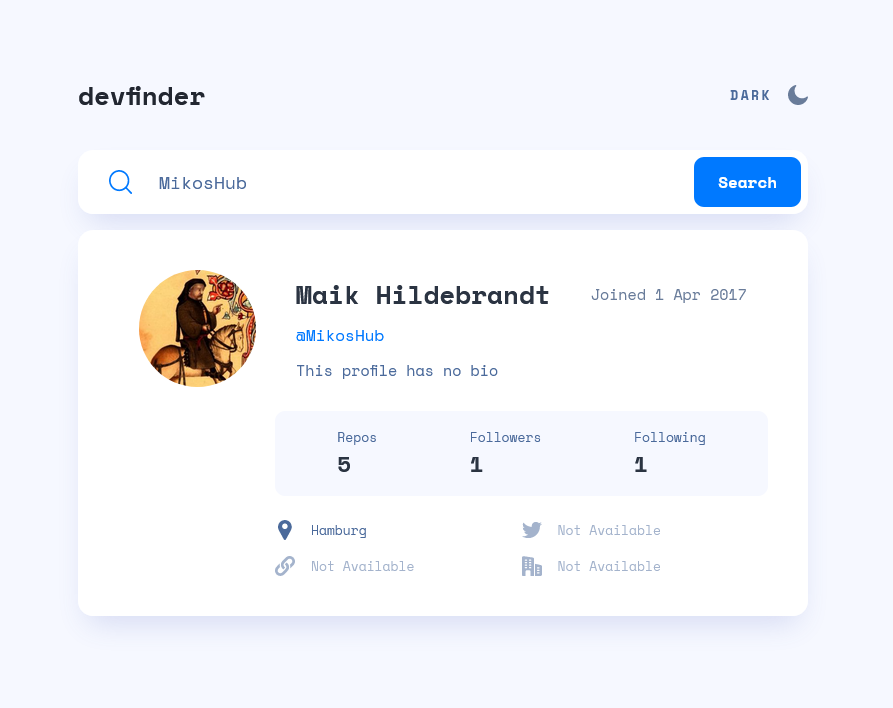 devfinder
DARK
MikosHub
Search
Maik Hildebrandt
Joined 1 Apr 2017
@MikosHub
This profile has no bio
Repos Followers Following
5 1 1
Hamburg
Not Available
Not Available
Not Available